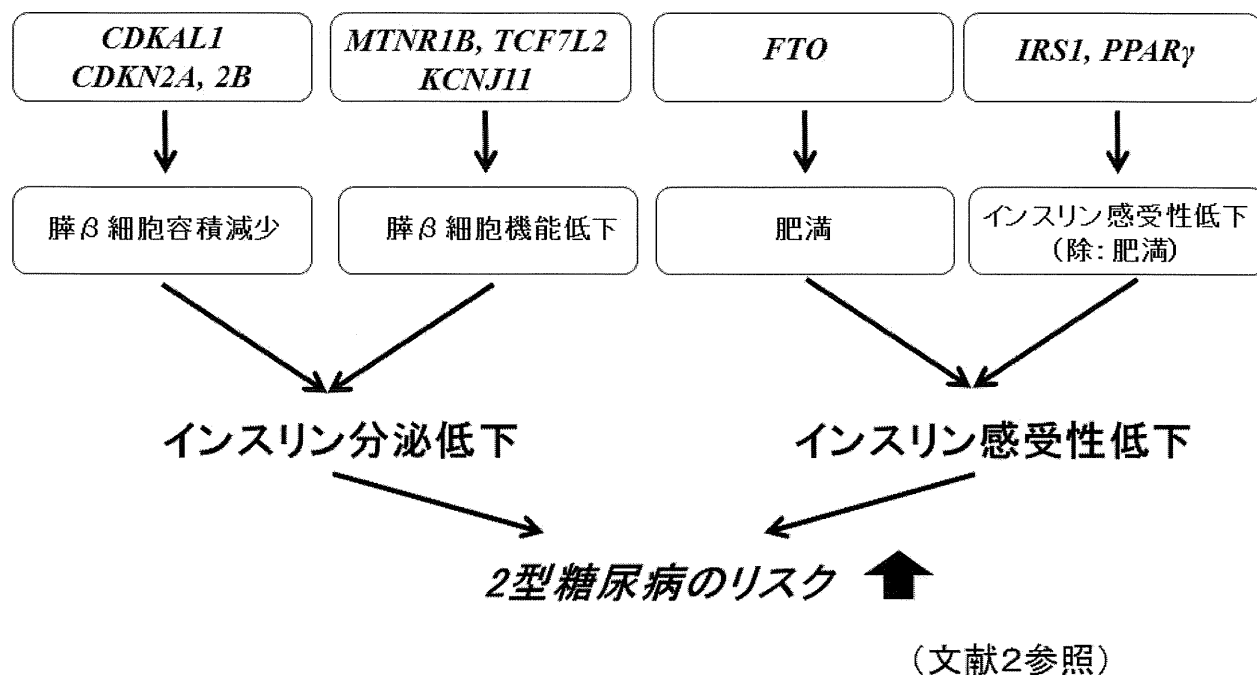 CDKAL1
CDKN2A, 2B
MTNR1B, TCF7L2
KCNJ11
FTO
IRS1, PPARγ
膵β細胞容積減少
膵β細胞機能低下
肥満
インスリン感受性低下
(除: 肥満)
インスリン分泌低下
インスリン感受性低下
2型糖尿病のリスク
(文献2参照)